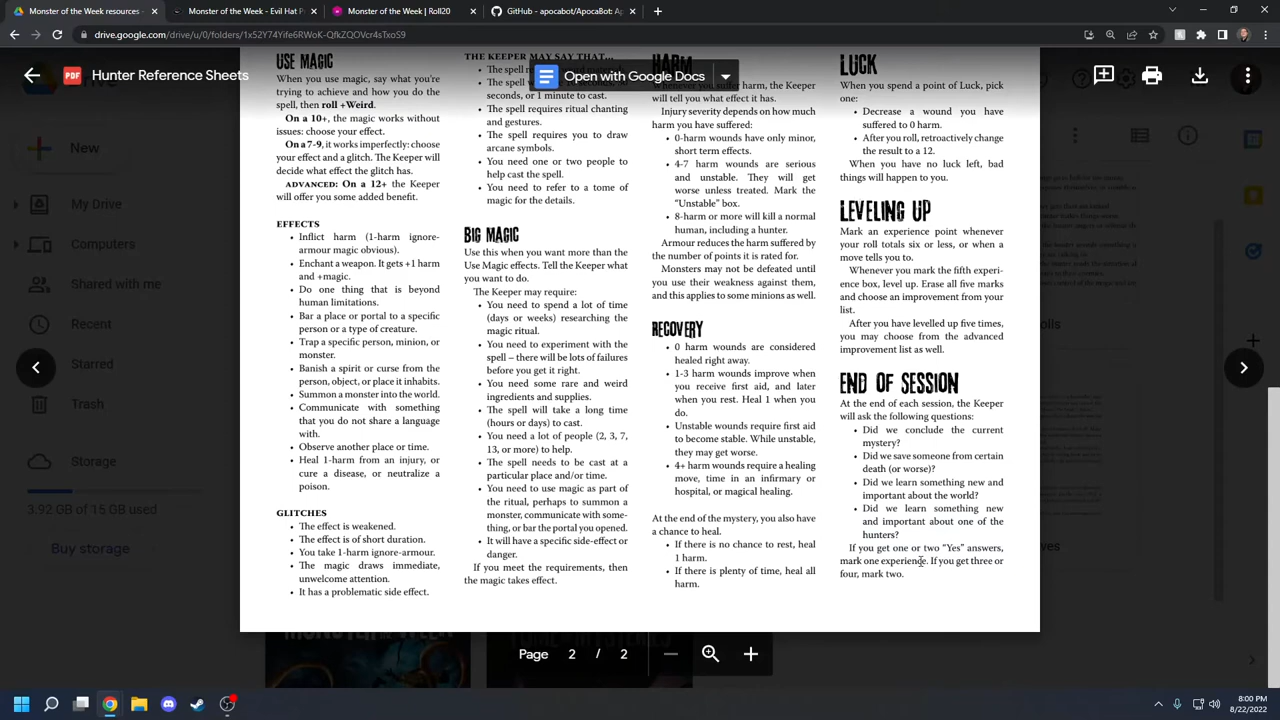 Monster of the Week - Evil Hat
Monster of the Week
Monster of the Week | Roll20
GitHub - apotatobot/RocaBot: Ap
drive.google.com/drive/u/0/folders/1x52Y74Yife6RWoK-QfkZQOVcr4sTxoS9
PDF
Hunter Reference Sheets
Open with Google Docs
New
My Drive
Computers
Shared with me
Recent
Starred
Trash
Storage
3.92 GB of 15 GB used
Buy storage
USE MAGIC
When you use magic, say what you're
trying to achieve and how you do the
spell, then roll +Weird.
On a 10+, the magic works without
issues: choose your effect.
On a 7-9, it works imperfectly: choose
your effect and a glitch. The Keeper will
decide what effect the glitch has.
ADVANCED: On a 12+ the Keeper
will offer you some added benefit.
EFFECTS
• Inflict harm (1-harm ignore-
armour magic obvious).
• Enchant a weapon. It gets +1 harm
and +magic.
• Do one thing that is beyond
human limitations.
• Bar a place or portal to a specific
person or a type of creature.
• Trap a specific person, minion, or
monster.
• Banish a spirit or curse from the
person, object, or place it inhabits.
• Summon a monster into the world.
• Communicate with something
that you do not share a language
with.
• Observe another place or time.
• Heal 1-harm from an injury, or
cure a disease, or neutralize a
poison.
GLITCHES
• The effect is weakened.
• The effect is of short duration.
• You take 1-harm ignore-armour.
• The magic draws immediate,
unwelcome attention.
• It has a problematic side effect.
THE KEEPER MAY SAY THAT…
• The spell
• The spell
seconds, or 1 minute to cast.
• The spell requires ritual chanting
and gestures.
• The spell requires you to draw
arcane symbols.
• You need one or two people to
help cast the spell.
• You need to refer to a tome of
magic for the details.
BIG MAGIC
Use this when you want more than the
Use Magic effects. Tell the Keeper what
you want to do.
The Keeper may require:
• You need to spend a lot of time
(days or weeks) researching the
magic ritual.
• You need to experiment with the
spell – there will be lots of failures
before you get it right.
• You need some rare and weird
ingredients and supplies.
• The spell will take a long time
(hours or days) to cast.
• You need a lot of people (2, 3, 7,
13, or more) to help.
• The spell needs to be cast at a
particular place and/or time.
• You need to use magic as part of
the ritual, perhaps to summon a
monster, communicate with some-
thing, or bar the portal you opened.
• It will have a specific side-effect or
danger.
If you meet the requirements, then
the magic takes effect.
HARM
Whenever you suffer harm, the Keeper
will tell you what effect it has.
Injury severity depends on how much
harm you have suffered:
• 0-harm wounds have only minor,
short term effects.
• 4-7 harm wounds are serious
and unstable. They will get
worse unless treated. Mark the
"Unstable" box.
• 8-harm or more will kill a normal
human, including a hunter.
Armour reduces the harm suffered by
the number of points it is rated for.
Monsters may not be defeated until
you use their weakness against them,
and this applies to some minions as well.
RECOVERY
• 0 harm wounds are considered
healed right away.
• 1-3 harm wounds improve when
you receive first aid, and later
when you rest. Heal 1 when you
do.
• Unstable wounds require first aid
to become stable. While unstable,
they may get worse.
• 4+ harm wounds require a healing
move, time in an infirmary or
hospital, or magical healing.
At the end of the mystery, you also have
a chance to heal.
• If there is no chance to rest, heal
1 harm.
• If there is plenty of time, heal all
harm.
LUCK
When you spend a point of Luck, pick
one:
• Decrease a wound you have
suffered to 0 harm.
• After you roll, retroactively change
the result to a 12.
When you have no luck left, bad
things will happen to you.
LEVELING UP
Mark an experience point whenever
your roll totals six or less, or when a
move tells you to.
Whenever you mark the fifth experi-
ence box, level up. Erase all five marks
and choose an improvement from your
list.
After you have levelled up five times,
you may choose from the advanced
improvement list as well.
END OF SESSION
At the end of each session, the Keeper
will ask the following questions:
• Did we conclude the current
mystery?
• Did we save someone from certain
death (or worse)?
• Did we learn something new and
important about the world?
• Did we learn something new
and important about one of the
hunters?
If you get one or two "Yes" answers,
mark one experience. If you get three or
four, mark two.
Page 2 / 2
8:00 PM
8/22/2022